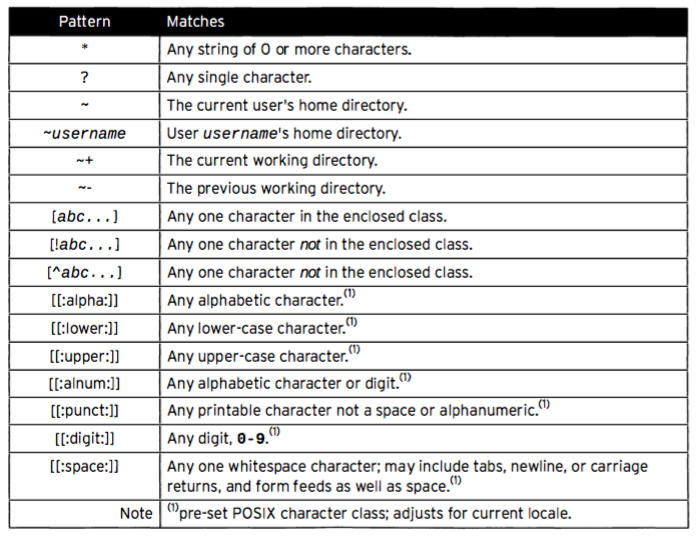 Pattern Matches
* Any string of 0 or more characters.
? Any single character.
~ The current user's home directory.
~username User username's home directory.
~+ The current working directory.
~- The previous working directory.
[abc...] Any one character in the enclosed class.
[!abc...] Any one character not in the enclosed class.
[^abc...] Any one character not in the enclosed class.
[[:alpha:]] Any alphabetic character.(1)
[[:lower:]] Any lower-case character.(1)
[[:upper:]] Any upper-case character.(1)
[[:alnum:]] Any alphabetic character or digit.(1)
[[:punct:]] Any printable character not a space or alphanumeric.(1)
[[:digit:]] Any digit, 0-9.(1)
[[:space:]] Any one whitespace character; may include tabs, newline, or carriage
returns, and form feeds as well as space.(1)
Note (1)pre-set POSIX character class; adjusts for current locale.